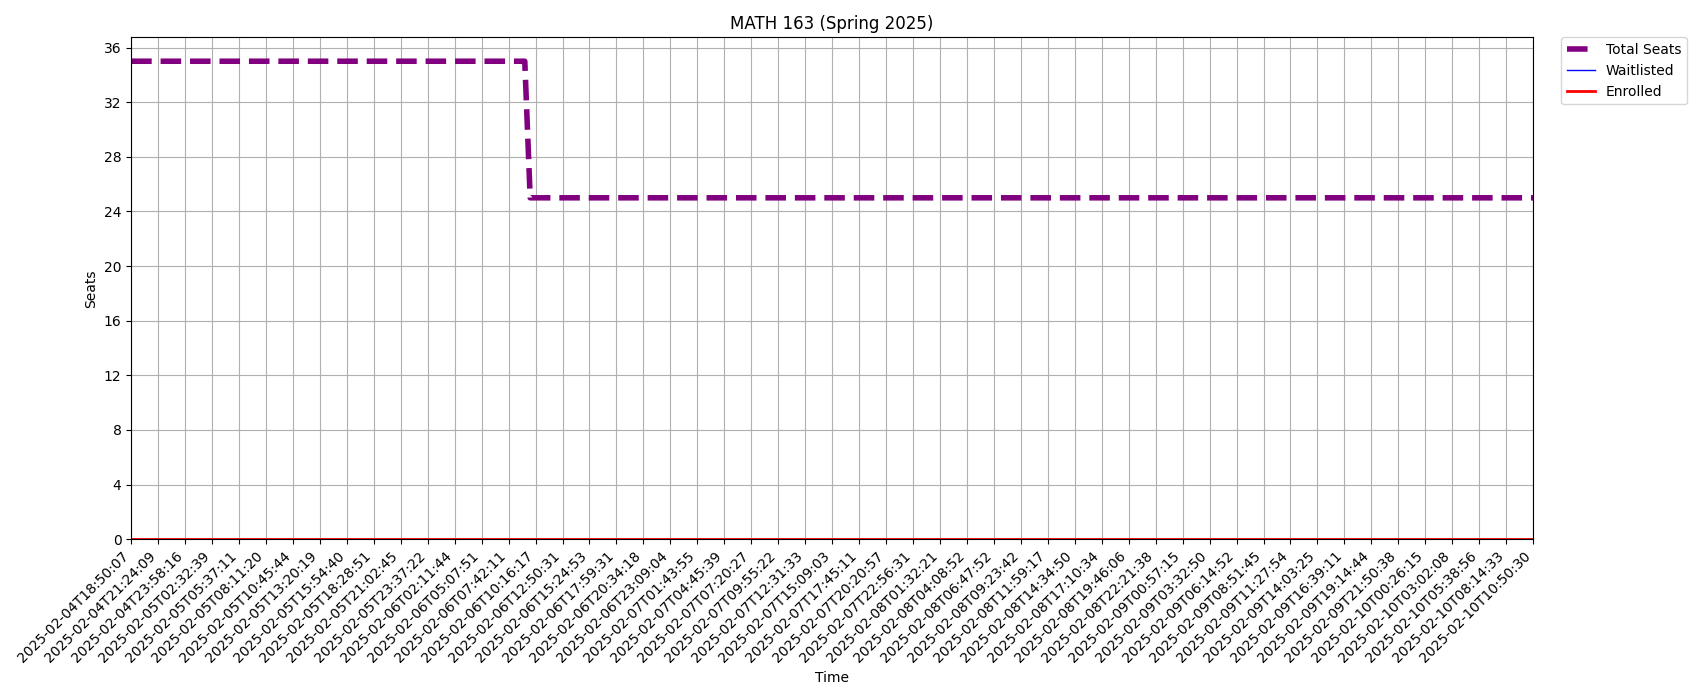 MATH 163 (Spring 2025)
Total Seats
Waitlisted
Enrolled
36
32
28
24
20
16
12
8
4
0
Seats
2025-02-04T18:50:07
2025-02-04T21:24:09
2025-02-04T23:58:16
2025-02-05T02:32:39
2025-02-05T05:37:11
2025-02-05T08:11:20
2025-02-05T10:45:44
2025-02-05T13:20:19
2025-02-05T15:54:40
2025-02-05T18:28:51
2025-02-05T21:02:45
2025-02-05T23:37:22
2025-02-06T02:11:44
2025-02-06T05:07:51
2025-02-06T07:42:11
2025-02-06T10:16:17
2025-02-06T12:50:31
2025-02-06T15:24:53
2025-02-06T17:59:31
2025-02-06T20:34:18
2025-02-06T23:09:04
2025-02-07T01:43:55
2025-02-07T04:45:39
2025-02-07T07:20:27
2025-02-07T09:55:22
2025-02-07T12:31:33
2025-02-07T15:09:03
2025-02-07T17:45:11
2025-02-07T20:20:57
2025-02-07T22:56:31
2025-02-08T01:32:21
2025-02-08T04:08:52
2025-02-08T06:47:52
2025-02-08T09:23:42
2025-02-08T11:59:17
2025-02-08T14:34:50
2025-02-08T17:10:34
2025-02-08T19:46:06
2025-02-08T22:21:38
2025-02-09T00:57:15
2025-02-09T03:32:50
2025-02-09T06:14:52
2025-02-09T08:51:45
2025-02-09T11:27:54
2025-02-09T14:03:25
2025-02-09T16:39:11
2025-02-09T19:14:44
2025-02-09T21:50:38
2025-02-10T00:26:15
2025-02-10T03:02:08
2025-02-10T05:38:56
2025-02-10T08:14:33
2025-02-10T10:50:30
Time